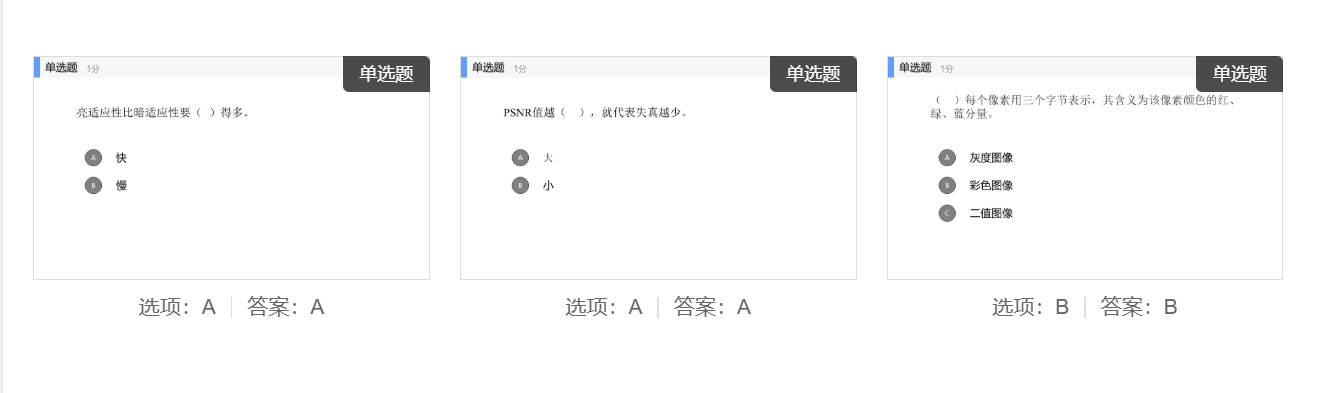 单选题 1分
单选题
亮适应性比暗适应性要（ ）得多。
A 快
B 慢
选项：A
答案：A
单选题 1分
单选题
PSNR值越（ ），就代表失真越少。
A 大
B 小
选项：A
答案：A
单选题 1分
单选题
（ ）每个像素用三个字节表示，其含义为该像素颜色的红、
绿、蓝分量。
A 灰度图像
B 彩色图像
C 二值图像
选项：B
答案：B